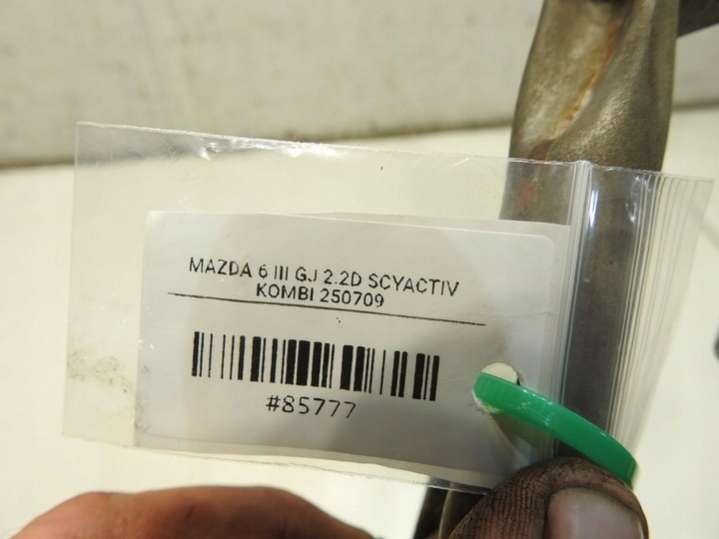 MAZDA 6 III GJ 2.2D SCYACTIV
KOMBI 250709
#85777